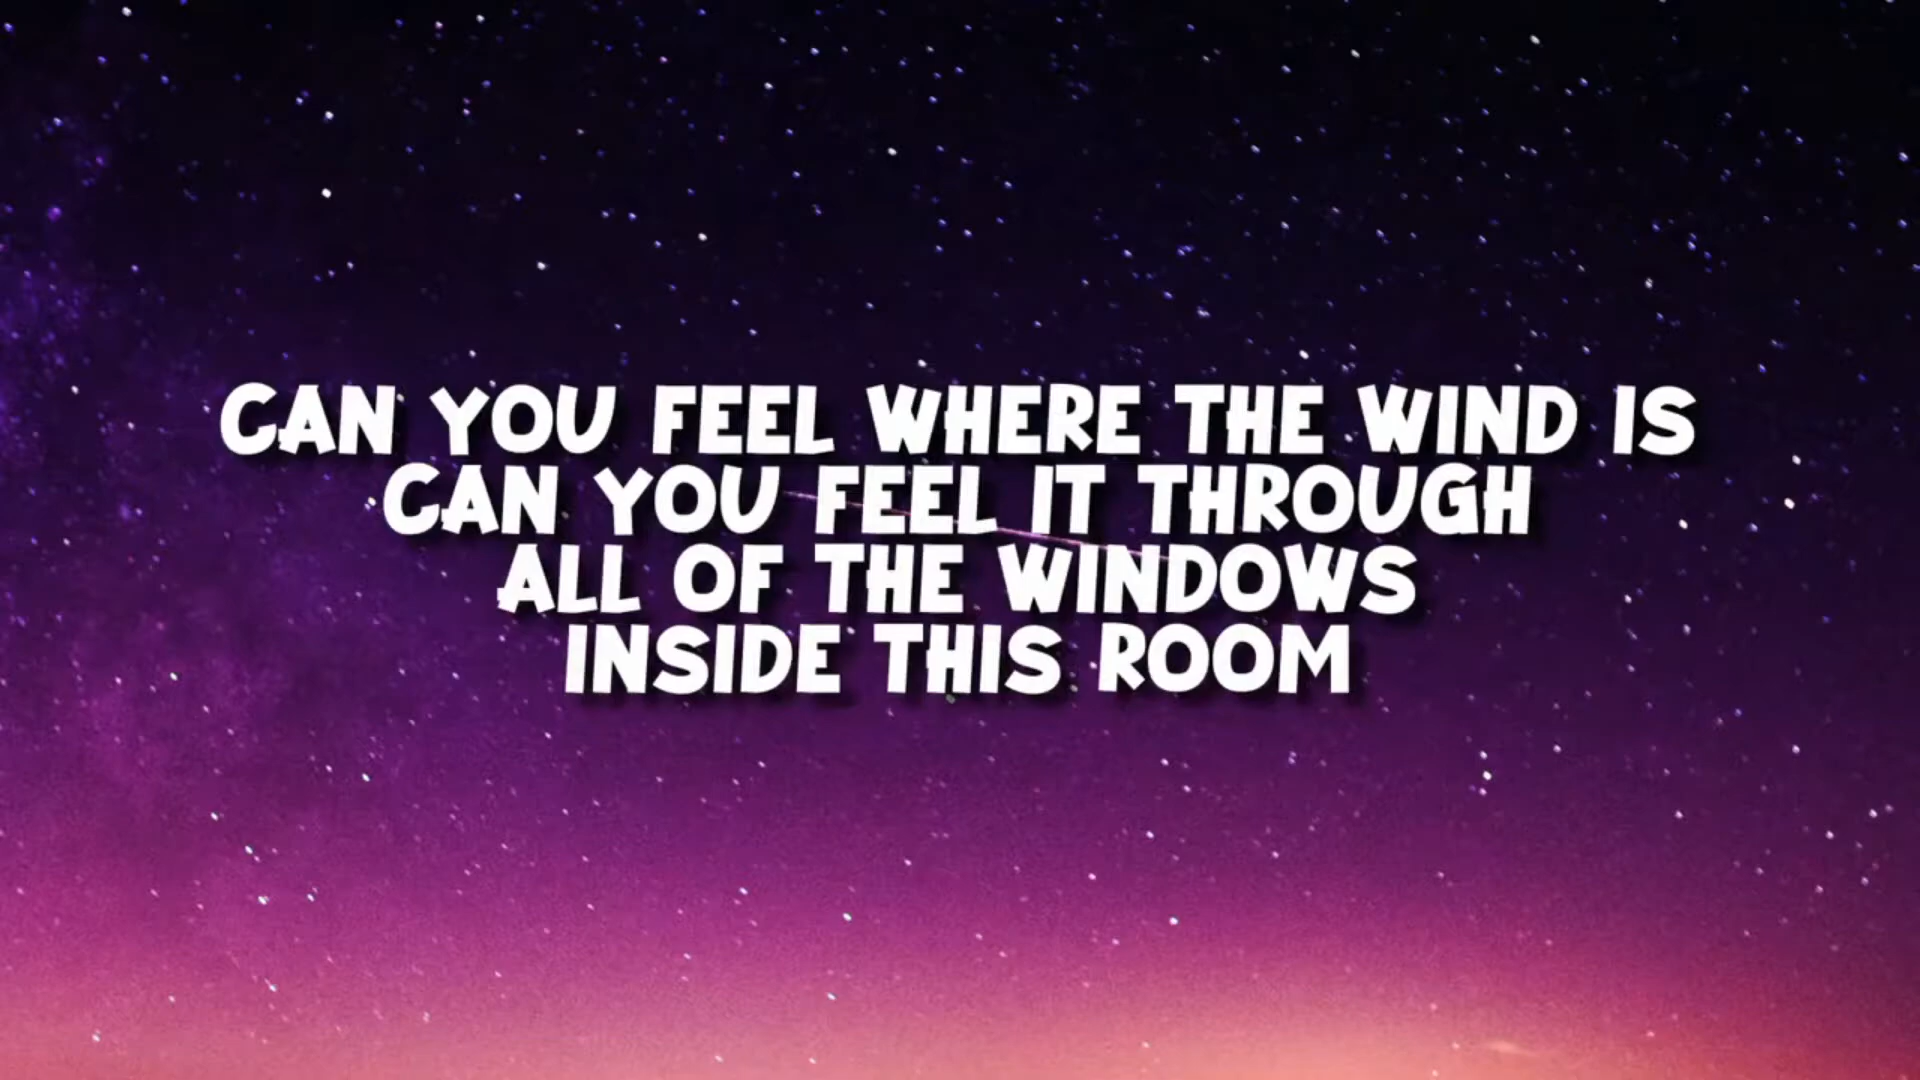 CAN YOU FEEL WHERE THE WIND IS
CAN YOU FEEL IT THROUGH
ALL OF THE WINDOWS
INSIDE THIS ROOM